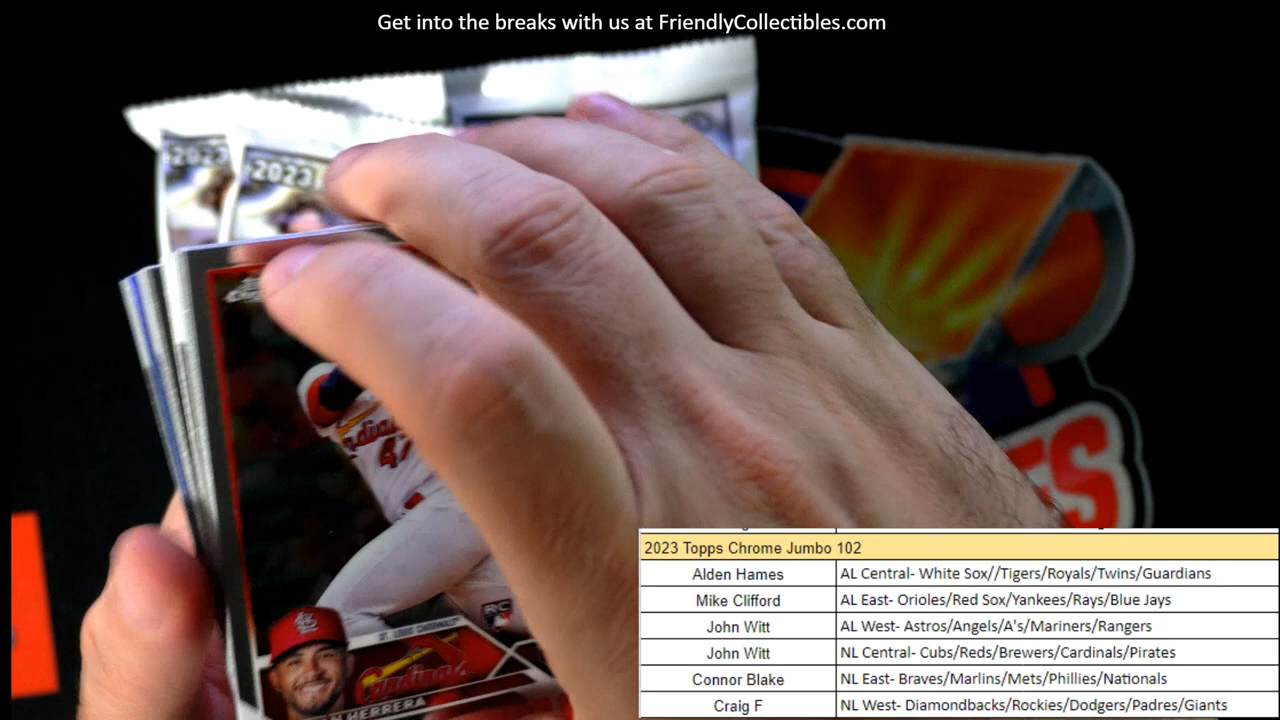 Get into the breaks with us at FriendlyCollectibles.com
2023
2023
Cardinals
47
RC
ST. LOUIS CARDINALS
Cardinals
HERRERA
ES
2023 Topps Chrome Jumbo 102
Alden Hames AL Central- White Sox//Tigers/Royals/Twins/Guardians
Mike Clifford AL East- Orioles/Red Sox/Yankees/Rays/Blue Jays
John Witt AL West- Astros/Angels/A's/Mariners/Rangers
John Witt NL Central- Cubs/Reds/Brewers/Cardinals/Pirates
Connor Blake NL East- Braves/Marlins/Mets/Phillies/Nationals
Craig F NL West- Diamondbacks/Rockies/Dodgers/Padres/Giants